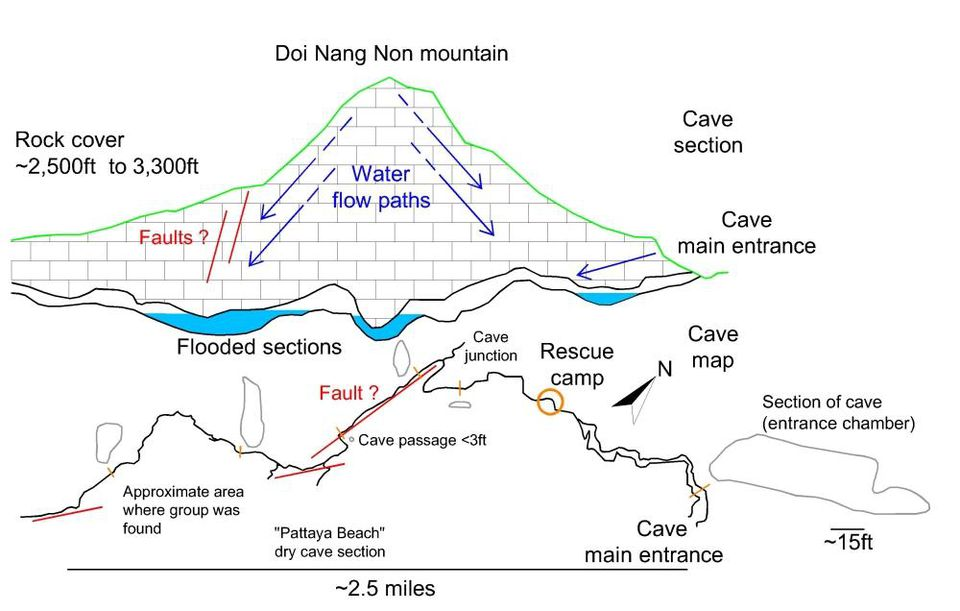 Doi Nang Non mountain
Rock cover
~2,500ft  to 3,300ft
Cave
section
Water
flow paths
Faults ?
Cave
main entrance
Flooded sections
Cave
junction
Cave
map
Rescue
camp
N
Fault ?
Section of cave
(entrance chamber)
Cave passage <3ft
Approximate area
where group was
found
"Pattaya Beach"
dry cave section
Cave
main entrance
~15ft
~2.5 miles